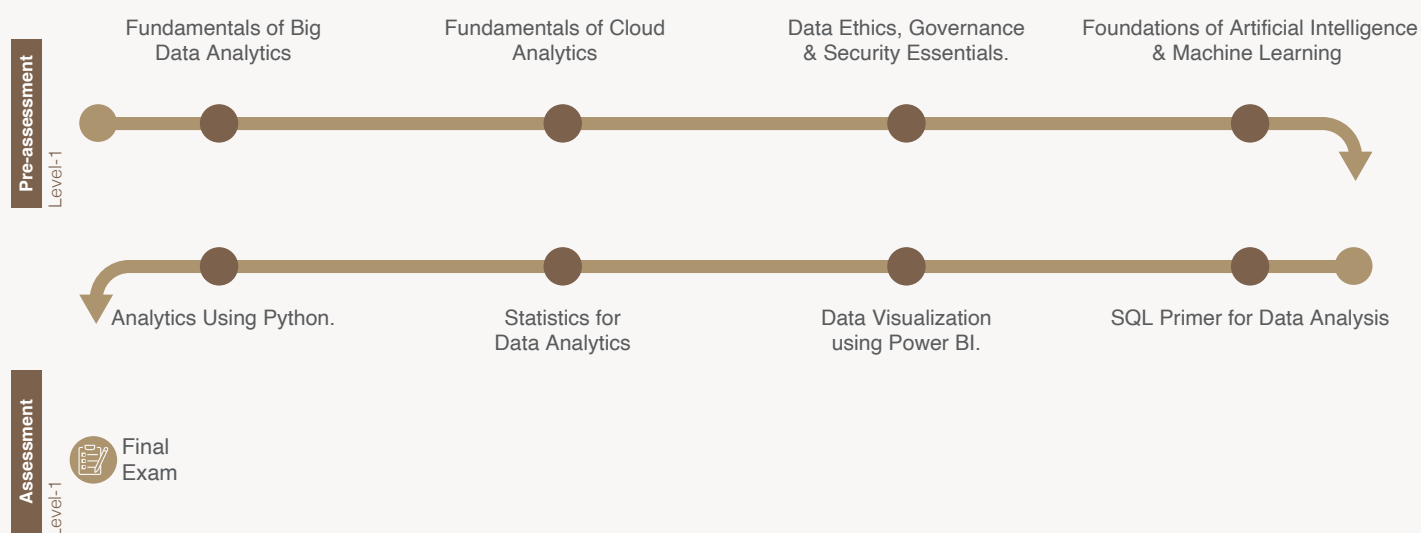 Fundamentals of Big
Data Analytics
Fundamentals of Cloud
Analytics
Data Ethics, Governance
& Security Essentials.
Foundations of Artificial Intelligence
& Machine Learning
Pre-assessment
Level-1
Analytics Using Python.
Statistics for
Data Analytics
Data Visualization
using Power BI.
SQL Primer for Data Analysis
Assessment
Level-1
Final
Exam